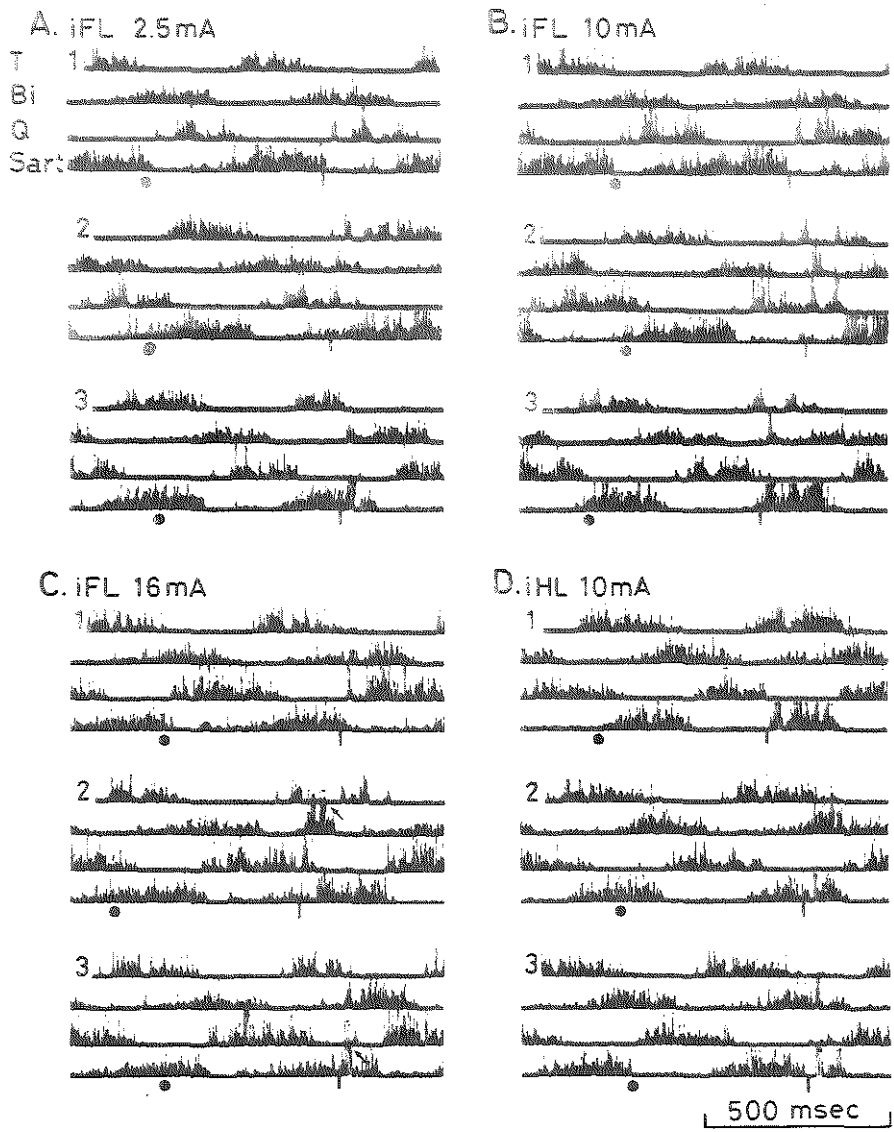 A. iFL 2.5mA
T 1
Bi
Q
Sart
2
3
B. iFL 10mA
1
2
3
C. iFL 16mA
1
2
3
D. iHL 10mA
1
2
3
500 msec